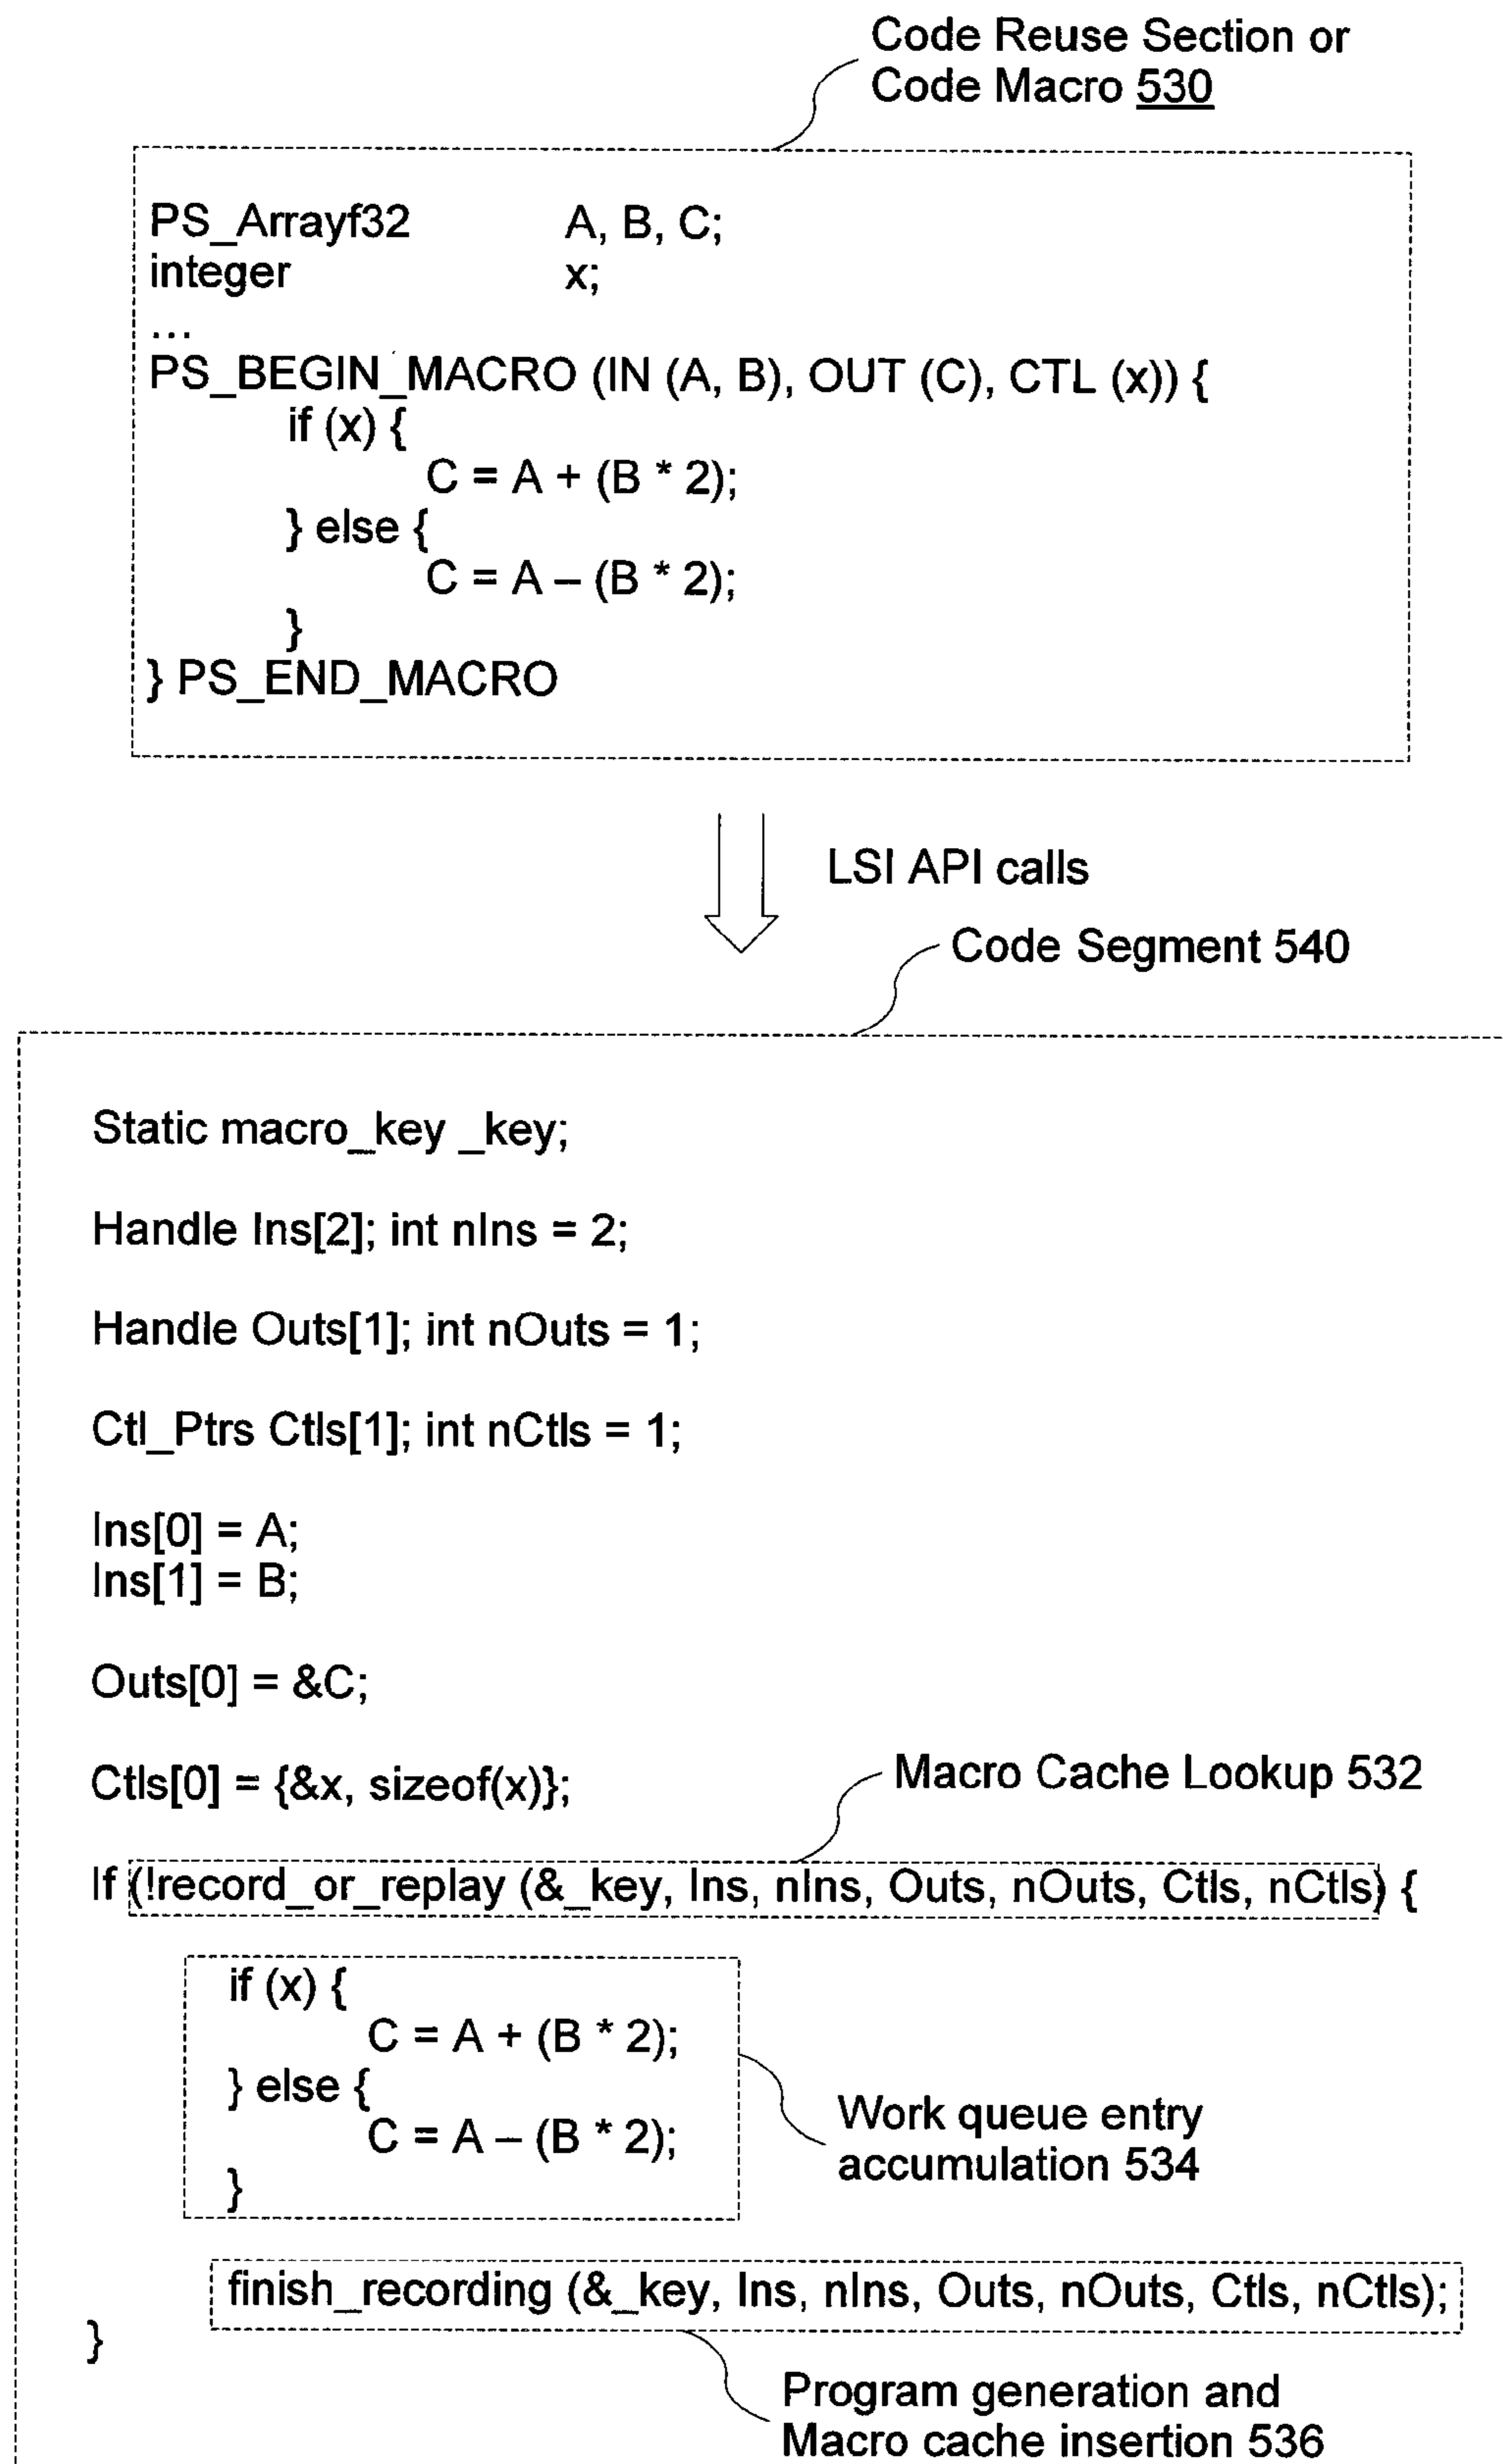 Code Reuse Section or
Code Macro 530
PS_Arrayf32 A, B, C;
integer x;
...
PS_BEGIN_MACRO (IN (A, B), OUT (C), CTL (x)) {
if (x) {
C = A + (B * 2);
} else {
C = A – (B * 2);
}
} PS_END_MACRO
LSI API calls
Code Segment 540
Static macro_key _key;
Handle Ins[2]; int nIns = 2;
Handle Outs[1]; int nOuts = 1;
Ctl_Ptrs Ctls[1]; int nCtls = 1;
Ins[0] = A;
Ins[1] = B;
Outs[0] = &C;
Ctls[0] = {&x, sizeof(x)};
Macro Cache Lookup 532
If (!record_or_replay (&_key, Ins, nIns, Outs, nOuts, Ctls, nCtls) {
if (x) {
C = A + (B * 2);
} else {
C = A – (B * 2);
}
Work queue entry
accumulation 534
finish_recording (&_key, Ins, nIns, Outs, nOuts, Ctls, nCtls);
}
Program generation and
Macro cache insertion 536